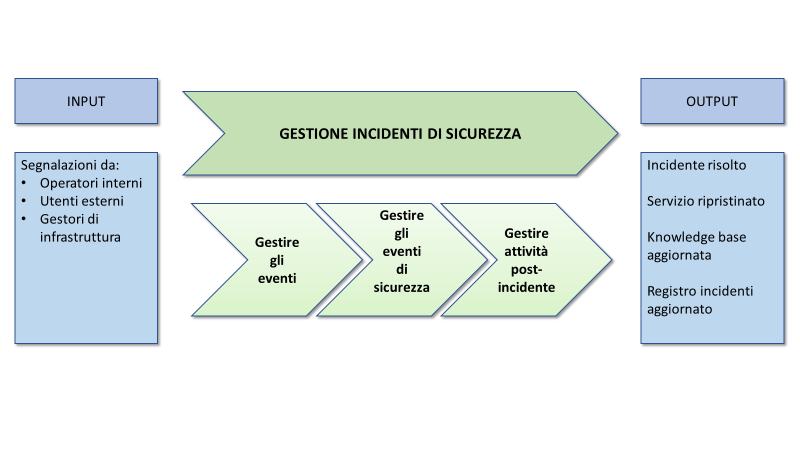 INPUT
Segnalazioni da:
• Operatori interni
• Utenti esterni
• Gestori di
infrastruttura
GESTIONE INCIDENTI DI SICUREZZA
Gestire
gli
eventi
Gestire
gli
eventi
di
sicurezza
Gestire
attività
post-
incidente
OUTPUT
Incidente risolto
Servizio ripristinato
Knowledge base
aggiornata
Registro incidenti
aggiornato